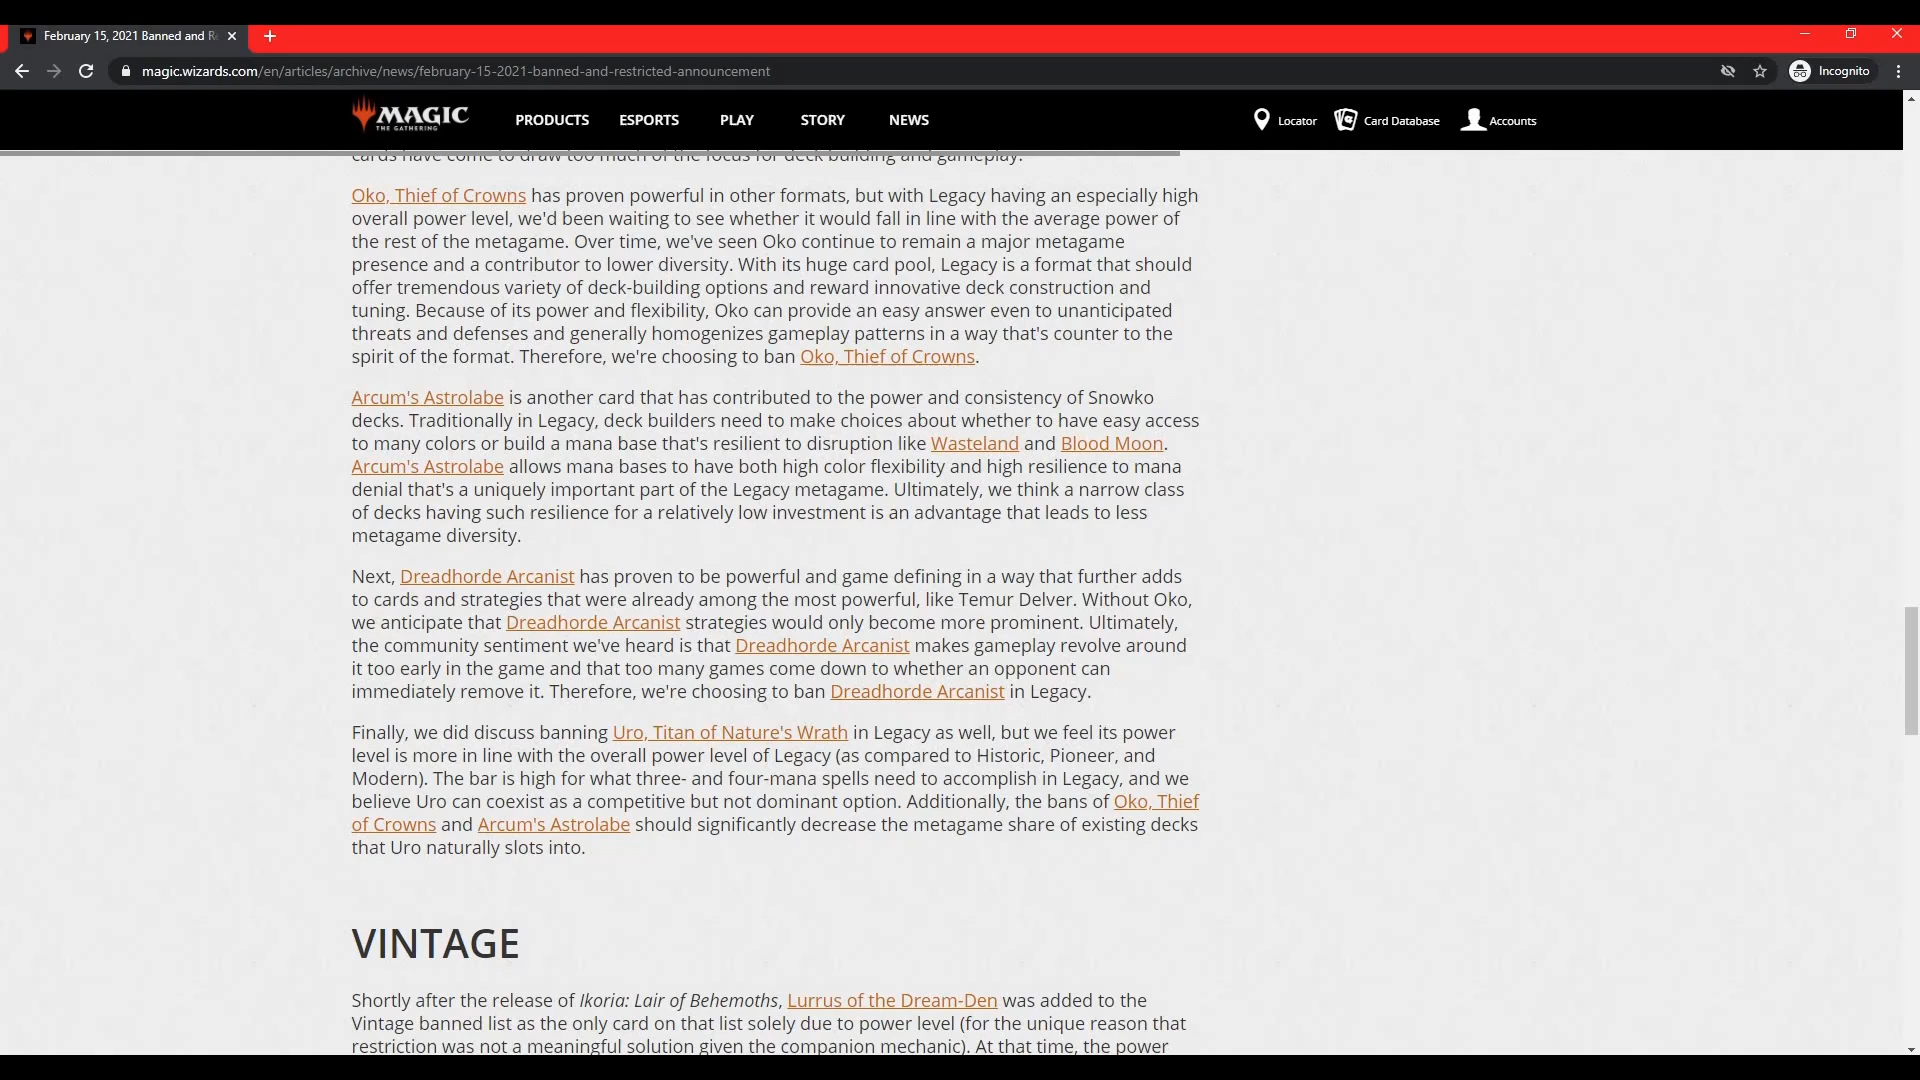 February 15, 2021 Banned and R
magic.wizards.com/en/articles/archive/news/february-15-2021-banned-and-restricted-announcement
Incognito
MAGIC
THE GATHERING
PRODUCTS
ESPORTS
PLAY
STORY
NEWS
Locator
Card Database
Accounts
cards have come to draw too much of the focus for deck building and gameplay.
Oko, Thief of Crowns has proven powerful in other formats, but with Legacy having an especially high
overall power level, we'd been waiting to see whether it would fall in line with the average power of
the rest of the metagame. Over time, we've seen Oko continue to remain a major metagame
presence and a contributor to lower diversity. With its huge card pool, Legacy is a format that should
offer tremendous variety of deck-building options and reward innovative deck construction and
tuning. Because of its power and flexibility, Oko can provide an easy answer even to unanticipated
threats and defenses and generally homogenizes gameplay patterns in a way that's counter to the
spirit of the format. Therefore, we're choosing to ban Oko, Thief of Crowns.
Arcum's Astrolabe is another card that has contributed to the power and consistency of Snowko
decks. Traditionally in Legacy, deck builders need to make choices about whether to have easy access
to many colors or build a mana base that's resilient to disruption like Wasteland and Blood Moon.
Arcum's Astrolabe allows mana bases to have both high color flexibility and high resilience to mana
denial that's a uniquely important part of the Legacy metagame. Ultimately, we think a narrow class
of decks having such resilience for a relatively low investment is an advantage that leads to less
metagame diversity.
Next, Dreadhorde Arcanist has proven to be powerful and game defining in a way that further adds
to cards and strategies that were already among the most powerful, like Temur Delver. Without Oko,
we anticipate that Dreadhorde Arcanist strategies would only become more prominent. Ultimately,
the community sentiment we've heard is that Dreadhorde Arcanist makes gameplay revolve around
it too early in the game and that too many games come down to whether an opponent can
immediately remove it. Therefore, we're choosing to ban Dreadhorde Arcanist in Legacy.
Finally, we did discuss banning Uro, Titan of Nature's Wrath in Legacy as well, but we feel its power
level is more in line with the overall power level of Legacy (as compared to Historic, Pioneer, and
Modern). The bar is high for what three- and four-mana spells need to accomplish in Legacy, and we
believe Uro can coexist as a competitive but not dominant option. Additionally, the bans of Oko, Thief
of Crowns and Arcum's Astrolabe should significantly decrease the metagame share of existing decks
that Uro naturally slots into.
VINTAGE
Shortly after the release of Ikoria: Lair of Behemoths, Lurrus of the Dream-Den was added to the
Vintage banned list as the only card on that list solely due to power level (for the unique reason that
restriction was not a meaningful solution given the companion mechanic). At that time, the power